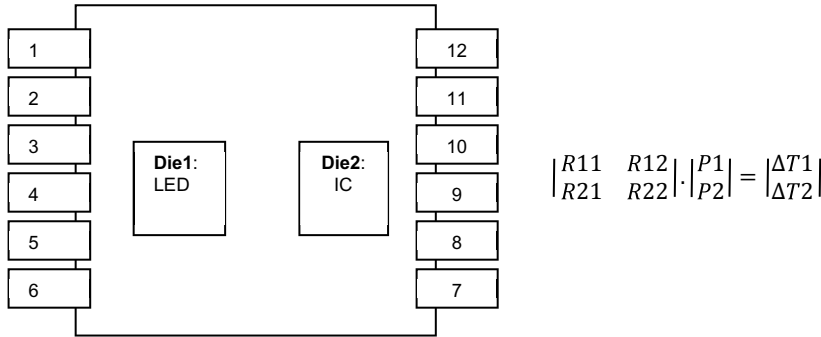 1
2
3
4
5
6
Die1:
LED
Die2:
IC
12
11
10
9
8
7
|R11 R12| . |P1| = |ΔT1|
|R21 R22| |P2| |ΔT2|